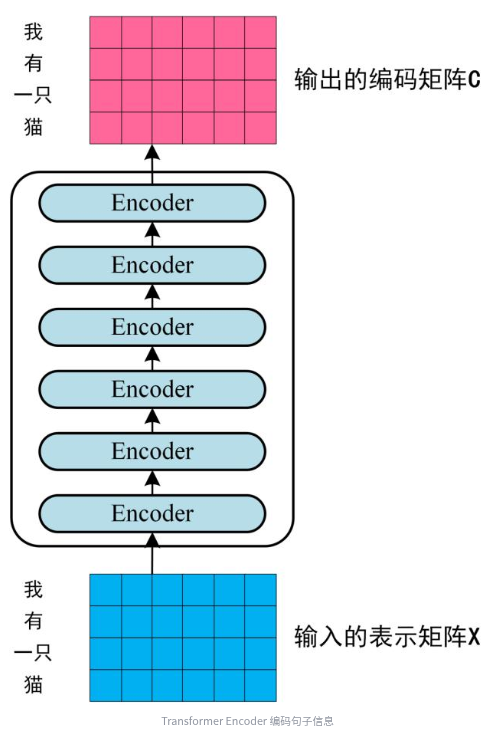 我
有
一只
猫
输出的编码矩阵C
Encoder
Encoder
Encoder
Encoder
Encoder
Encoder
我
有
一只
猫
输入的表示矩阵X
Transformer Encoder 编码句子信息